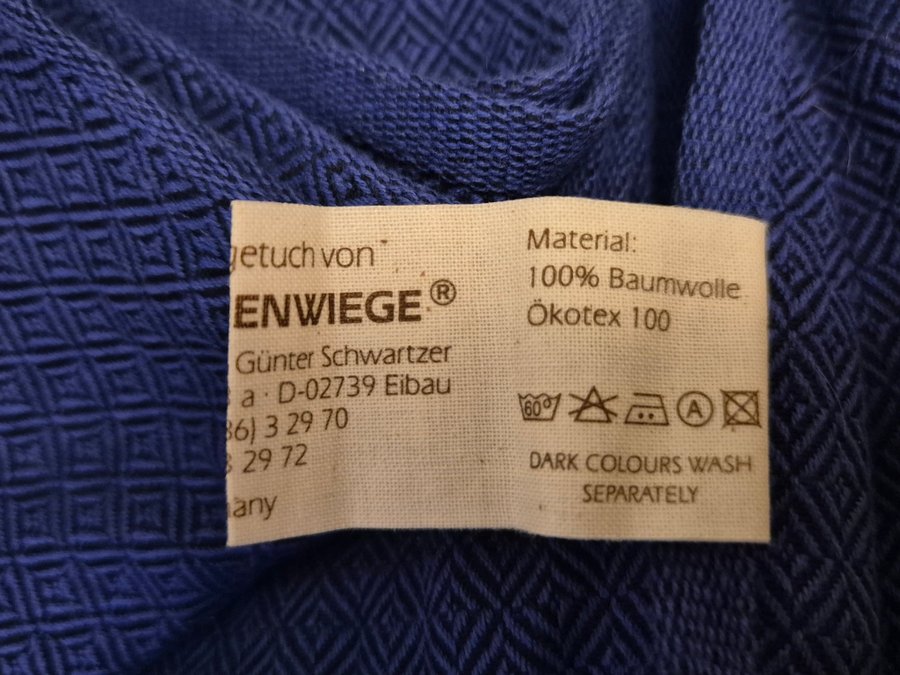 getuch von
ENWIEGE®
Günter Schwartzer
a · D-02739 Eibau
86) 3 29 70
3 29 72
any
Material:
100% Baumwolle
Ökotex 100
60° A
DARK COLOURS WASH
SEPARATELY